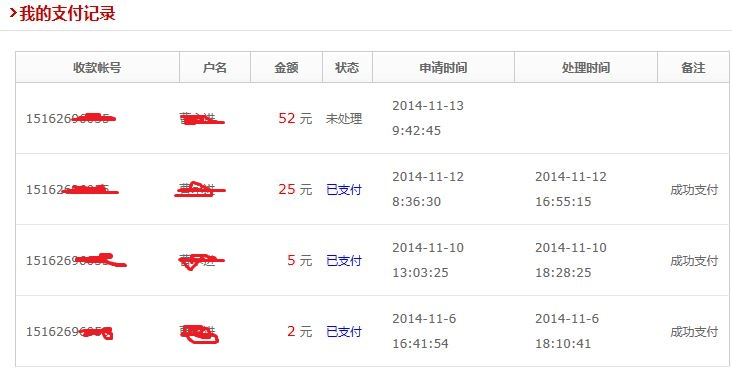 我的支付记录
收款帐号 户名 金额 状态 申请时间 处理时间 备注
15162696 52 元 未处理 2014-11-13
9:42:45
15162 25 元 已支付 2014-11-12 2014-11-12 成功支付
8:36:30 16:55:15
15162696 5 元 已支付 2014-11-10 2014-11-10 成功支付
13:03:25 18:28:25
15162696 2 元 已支付 2014-11-6 2014-11-6 成功支付
16:41:54 18:10:41